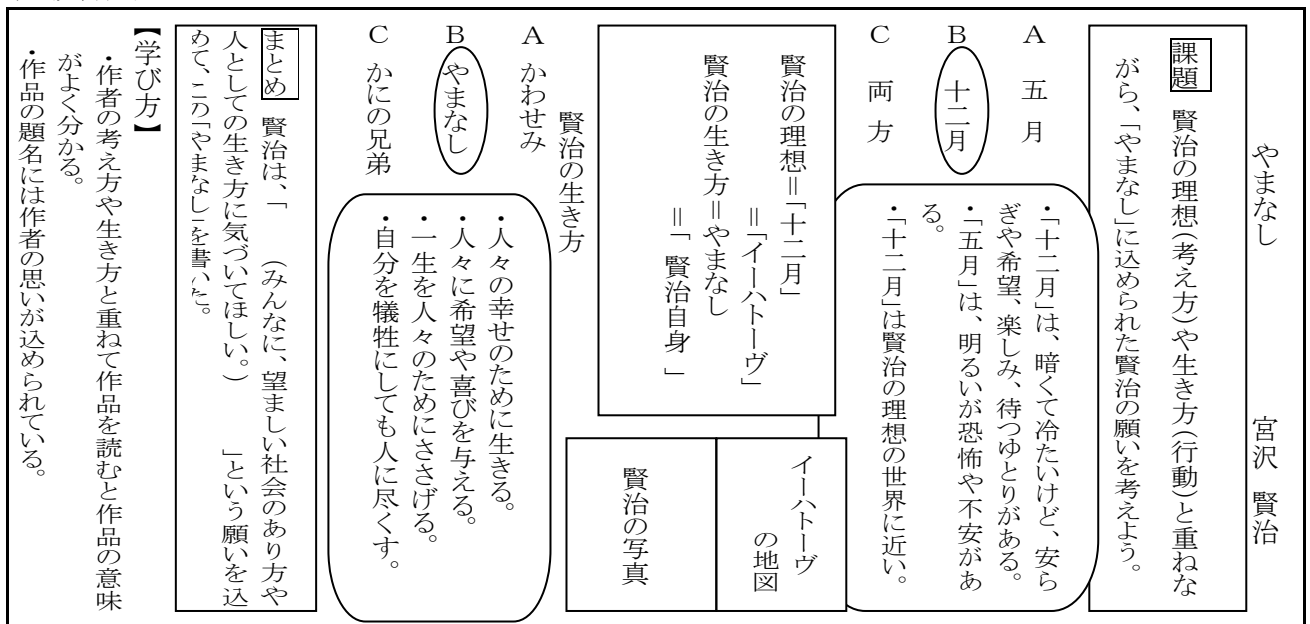 やまなし
宮沢 賢治
課題 賢治の理想(考え方)や生き方(行動)と重ねな
がら、「やまなし」に込められた賢治の願いを考えよう。
A 五月
B 十二月
C 両方
・「十二月」は、暗くて冷たいけど、安ら
ぎや希望、楽しみ、待つゆとりがある。
・「五月」は、明るいが恐怖や不安があ
る。
・「十二月」は賢治の理想の世界に近い。
賢治の理想=「十二月」
=「イーハトーヴ」
賢治の生き方=やまなし
=「 賢治自身 」
イーハトーヴ
の地図
賢治の写真
賢治の生き方
A かわせみ
B やまなし
C かにの兄弟
・人々の幸せのために生きる。
・人々に希望や喜びを与える。
・一生を人々のためにささげる。
・自分を犠牲にしても人に尽くす。
まとめ 賢治は、「 (みんなに、望ましい社会のあり方や
人としての生き方に気づいてほしい。) 」という願いを込
めて、この「やまなし」を書いた。
【学び方】
・作者の考え方や生き方と重ねて作品を読むと作品の意味
がよく分かる。
・作品の題名には作者の思いが込められている。